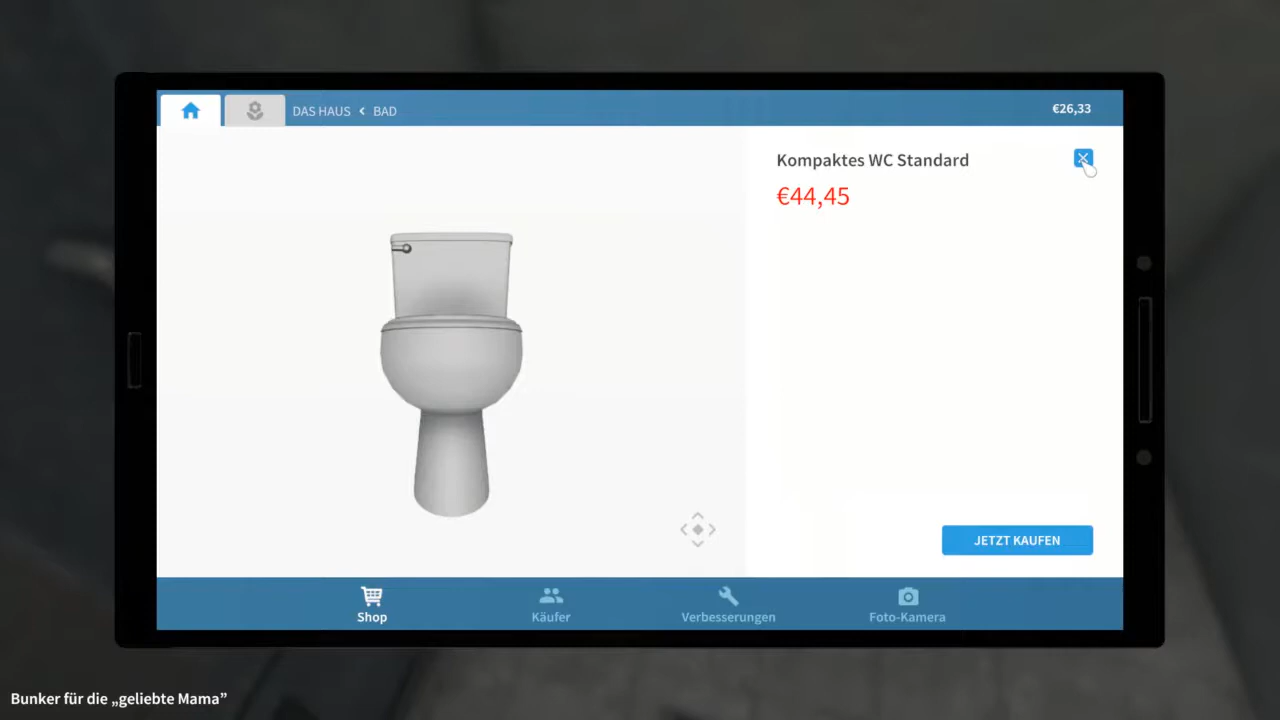 DAS HAUS < BAD
€26,33
Kompaktes WC Standard
€44,45
JETZT KAUFEN
Shop
Käufer
Verbesserungen
Foto-Kamera
Bunker für die „geliebte Mama”